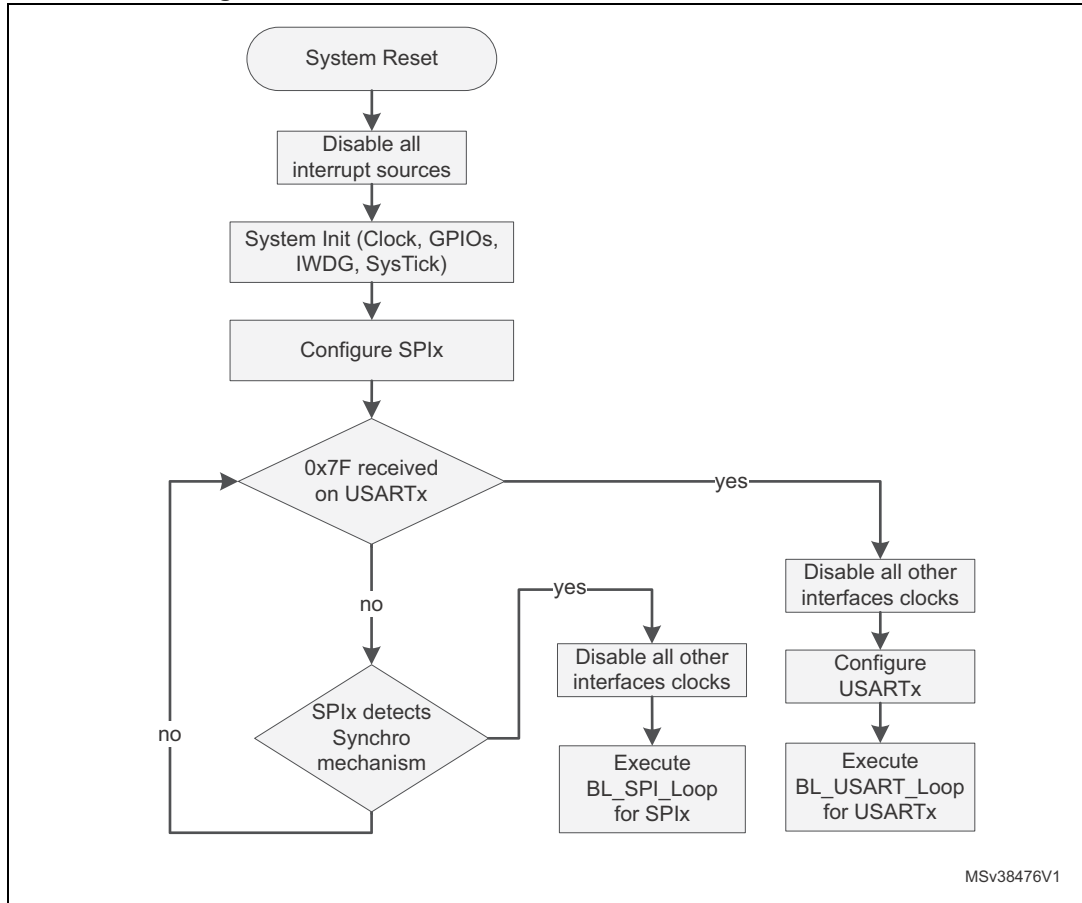 System Reset
Disable all
interrupt sources
System Init (Clock, GPIOs,
IWDG, SysTick)
Configure SPIx
0x7F received
on USARTx
yes
no
Disable all other
interfaces clocks
Configure
USARTx
Execute
BL_USART_Loop
for USARTx
yes
SPIx detects
Synchro
mechanism
no
Disable all other
interfaces clocks
Execute
BL_SPI_Loop
for SPIx
MSv38476V1